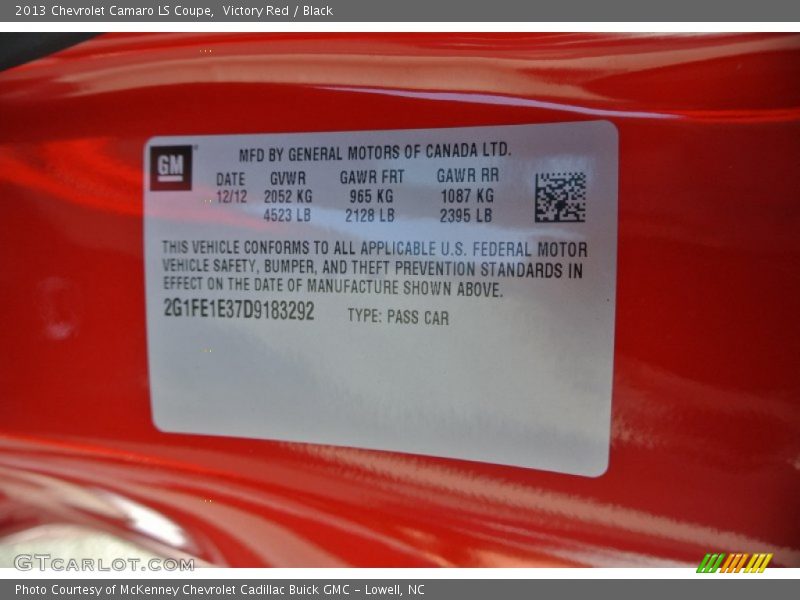 2013 Chevrolet Camaro LS Coupe,  Victory Red / Black
GM
MFD BY GENERAL MOTORS OF CANADA LTD.
DATE GVWR GAWR FRT GAWR RR
12/12 2052 KG 965 KG 1087 KG
4523 LB 2128 LB 2395 LB
THIS VEHICLE CONFORMS TO ALL APPLICABLE U.S. FEDERAL MOTOR
VEHICLE SAFETY, BUMPER, AND THEFT PREVENTION STANDARDS IN
EFFECT ON THE DATE OF MANUFACTURE SHOWN ABOVE.
2G1FE1E37D9183292 TYPE: PASS CAR
GTcarlot.com
Photo Courtesy of McKenney Chevrolet Cadillac Buick GMC - Lowell, NC